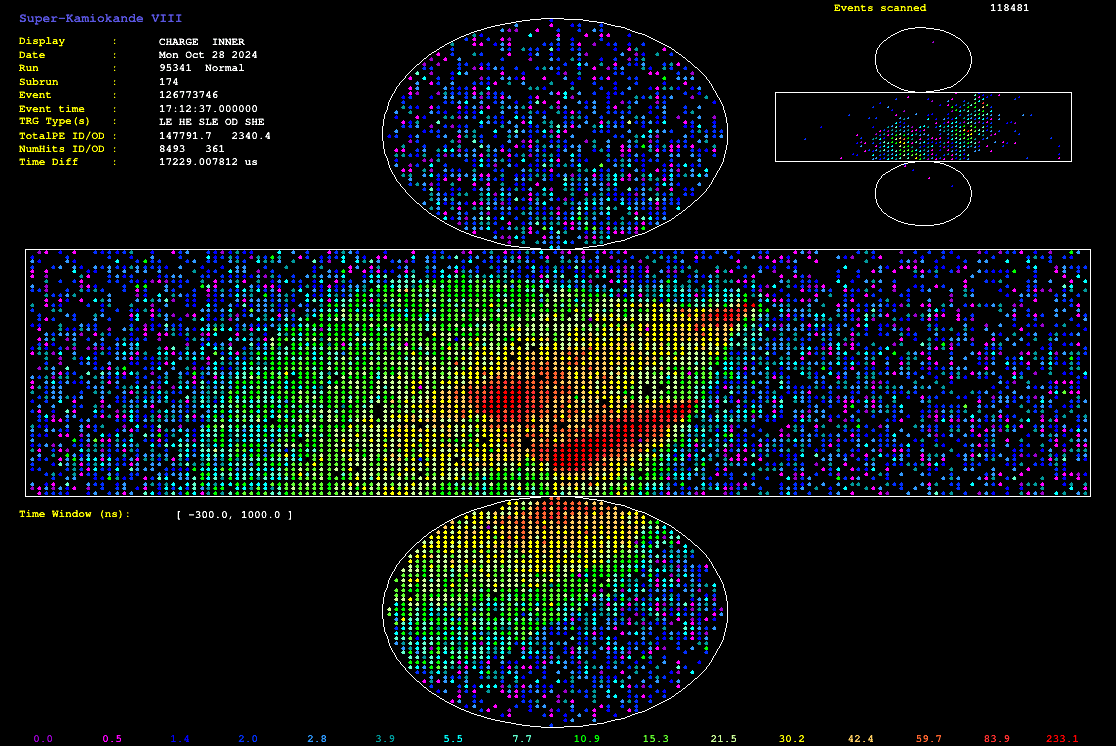 Super-Kamiokande VIII
Events scanned 118481
Display : CHARGE INNER
Date : Mon Oct 28 2024
Run : 95341 Normal
Subrun : 174
Event : 126773746
Event time : 17:12:37.000000
TRG Type(s) : LE HE SLE OD SHE
TotalPE ID/OD : 147791.7 2340.4
NumHits ID/OD : 8493 361
Time Diff : 17229.007812 us
Time Window (ns): [ -300.0, 1000.0 ]
0.0 0.5 1.4 2.0 2.8 3.9 5.5 7.7 10.9 15.3 21.5 30.2 42.4 59.7 83.9 233.1